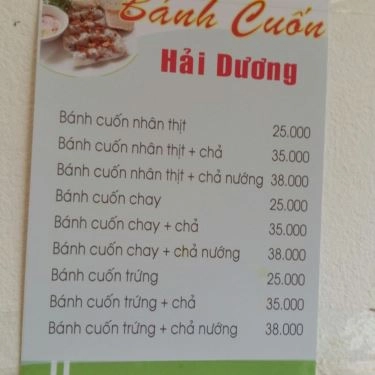 Bánh Cuốn
Hải Dương
Bánh cuốn nhân thịt 25.000
Bánh cuốn nhân thịt + chả 35.000
Bánh cuốn nhân thịt + chả nướng 38.000
Bánh cuốn chay 25.000
Bánh cuốn chay + chả 35.000
Bánh cuốn chay + chả nướng 38.000
Bánh cuốn trứng 25.000
Bánh cuốn trứng + chả 35.000
Bánh cuốn trứng + chả nướng 38.000